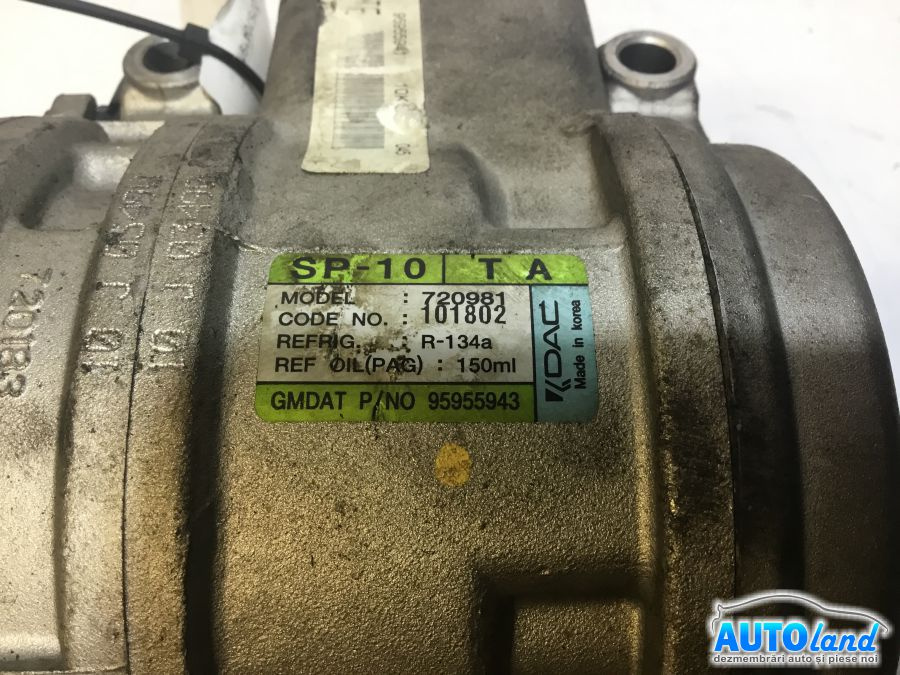 SP-10 T A
MODEL : 720981
CODE NO. : 101802
REFRIG. : R-134a
REF OIL(PAG) : 150ml
GMDAT P/NO 95955943
KDAC
Made in korea
AUTOland
dezmembrări auto și piese noi